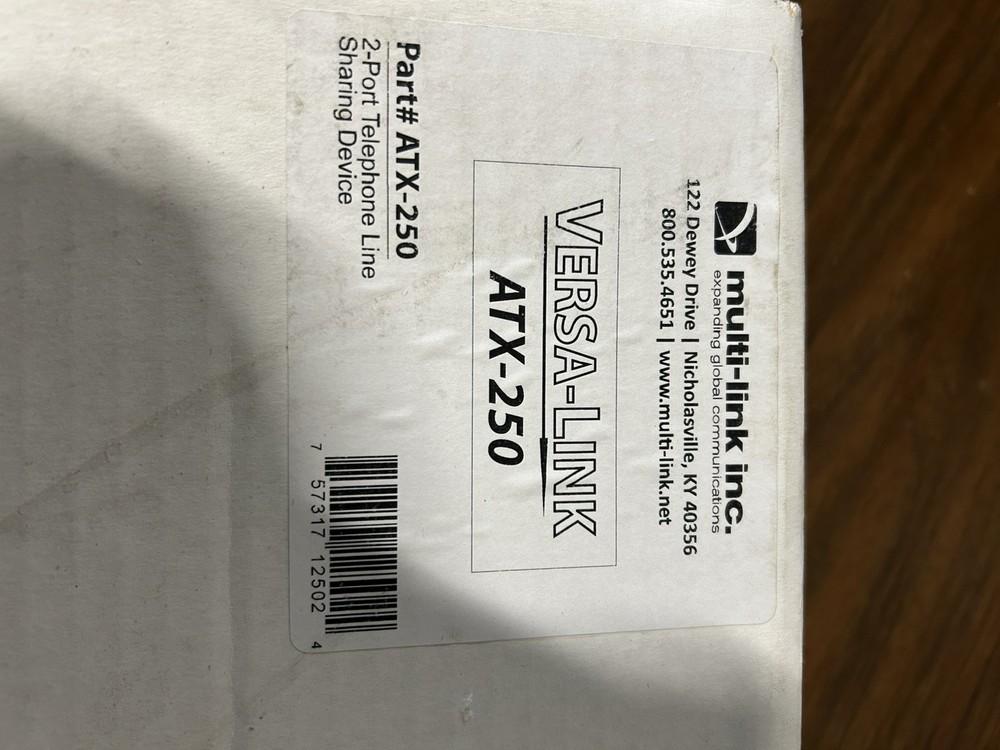 multi-link inc.
expanding global communications
122 Dewey Drive | Nicholasville, KY 40356
800.535.4651 | www.multi-link.net
VERSA-LINK
ATX-250
Part# ATX-250
2-Port Telephone Line
Sharing Device
7 57317 12502 4